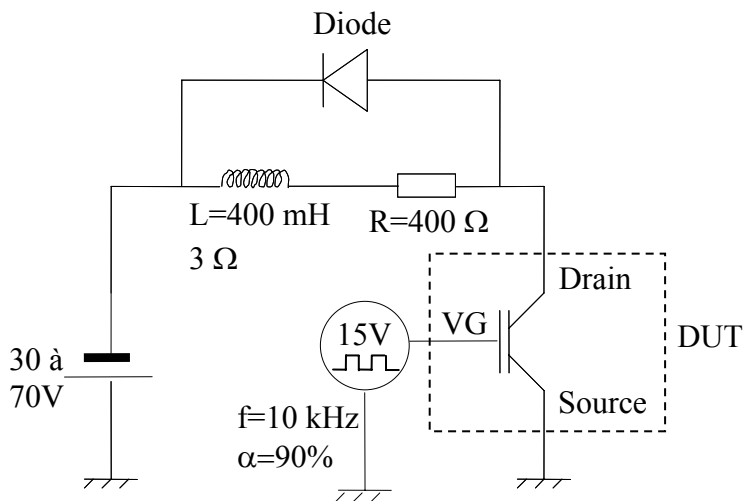 Diode
L=400 mH
3 Ω
R=400 Ω
Drain
VG
15V
DUT
30 à
70V
Source
f=10 kHz
α=90%